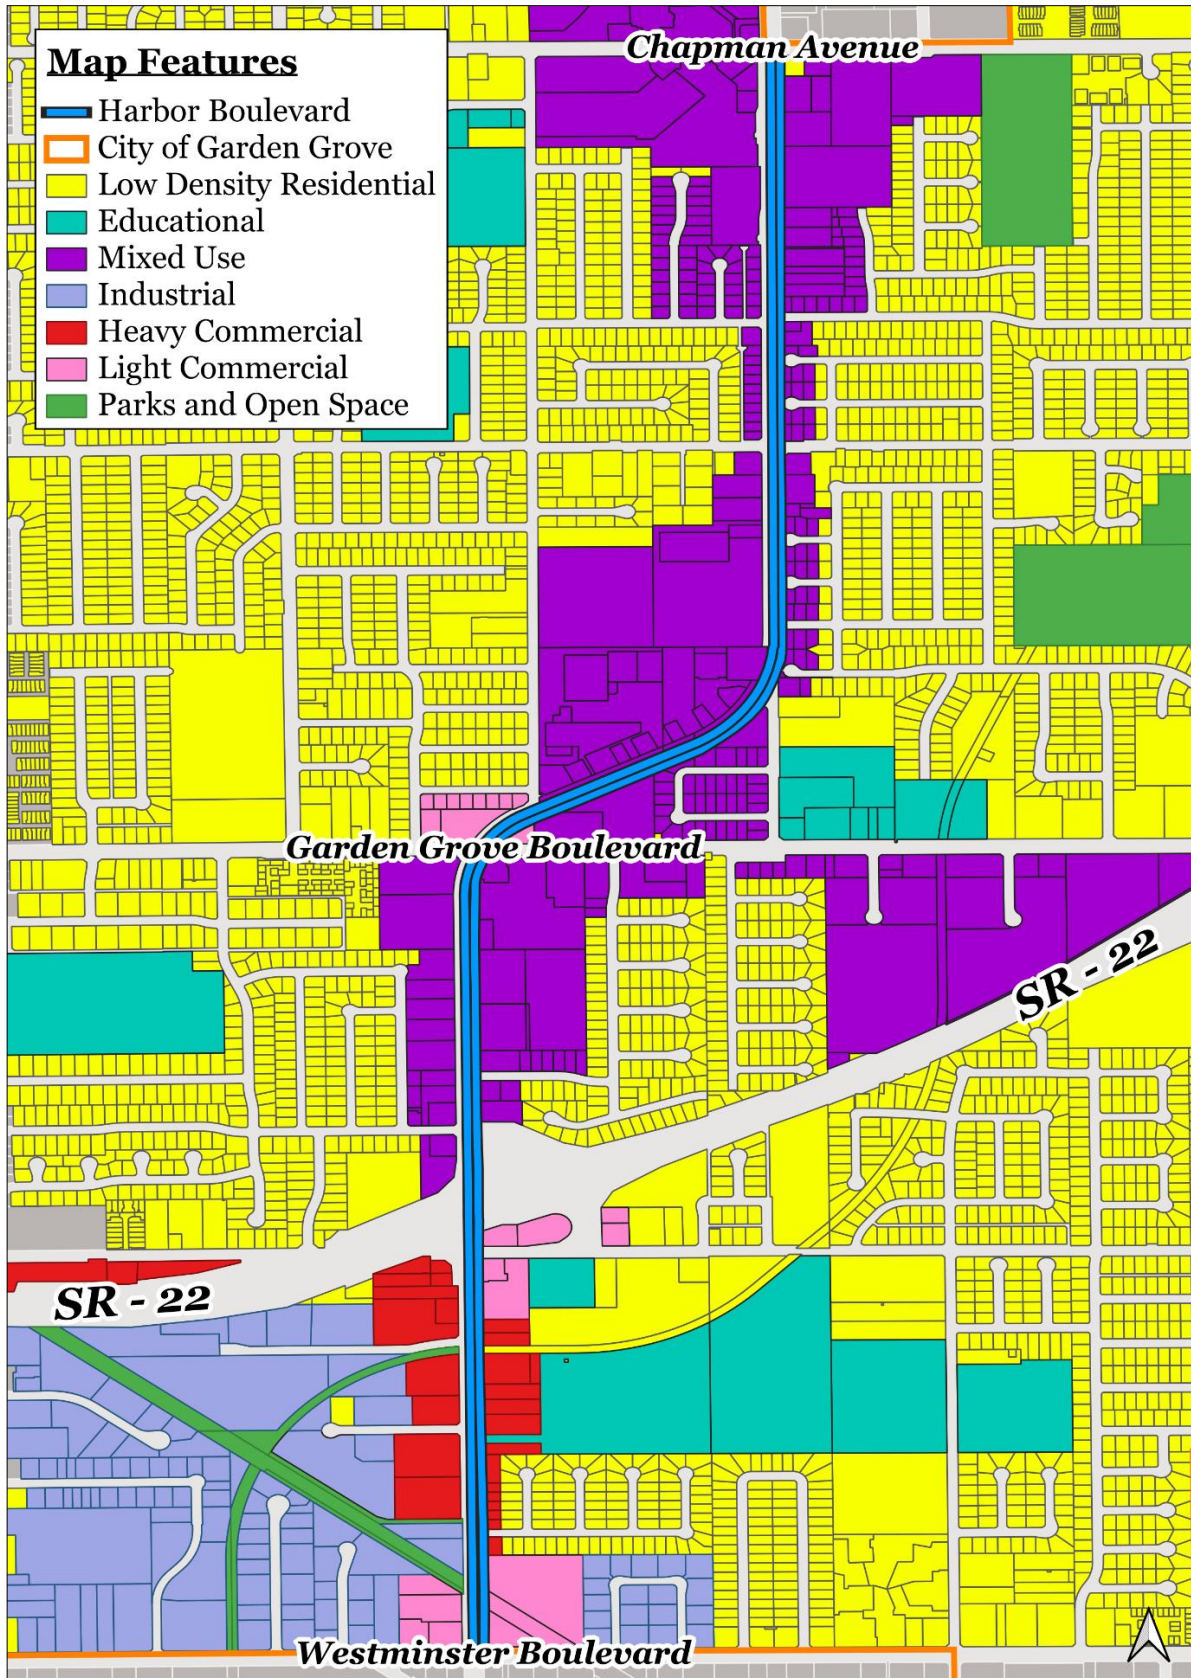 Chapman Avenue
Map Features
Harbor Boulevard
City of Garden Grove
Low Density Residential
Educational
Mixed Use
Industrial
Heavy Commercial
Light Commercial
Parks and Open Space
Garden Grove Boulevard
SR - 22
SR - 22
Westminster Boulevard